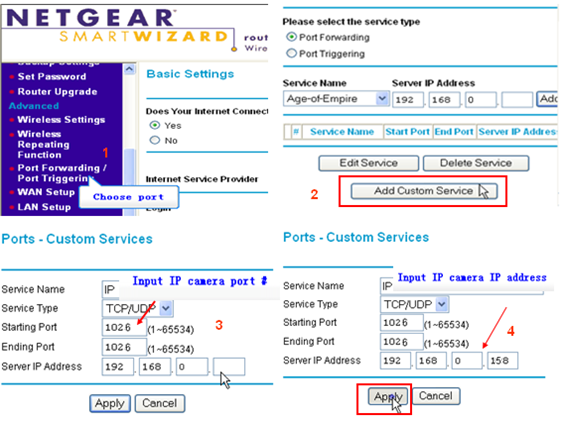 NETGEAR
SMARTWIZARD rout
Wire
Set Password
Router Upgrade
Advanced
Wireless Settings
Wireless
Repeating
Function
1
Port Forwarding /
Port Triggering
Choose port
WAN Setup
LAN Setup
Basic Settings
Does Your Internet Connect
Yes
No
Internet Service Provider
Please select the service type
Port Forwarding
Port Triggering
Service Name Server IP Address
Age-of-Empire 192 . 168 . 0 . Add
# Service Name Start Port End Port Server IP Address
Edit Service Delete Service
2 Add Custom Service
Ports - Custom Services
Input IP camera port #
Service Name IP
Service Type TCP/UDP
Starting Port 1026 (1~65534)
3
Ending Port 1026 (1~65534)
Server IP Address 192 . 168 . 0 .
Apply Cancel
Ports - Custom Services
Input IP camera IP address
Service Name IP
Service Type TCP/UDP
Starting Port 1026 (1~65534)
4
Ending Port 1026 (1~65534)
Server IP Address 192 . 168 . 0 . 158
Apply Cancel